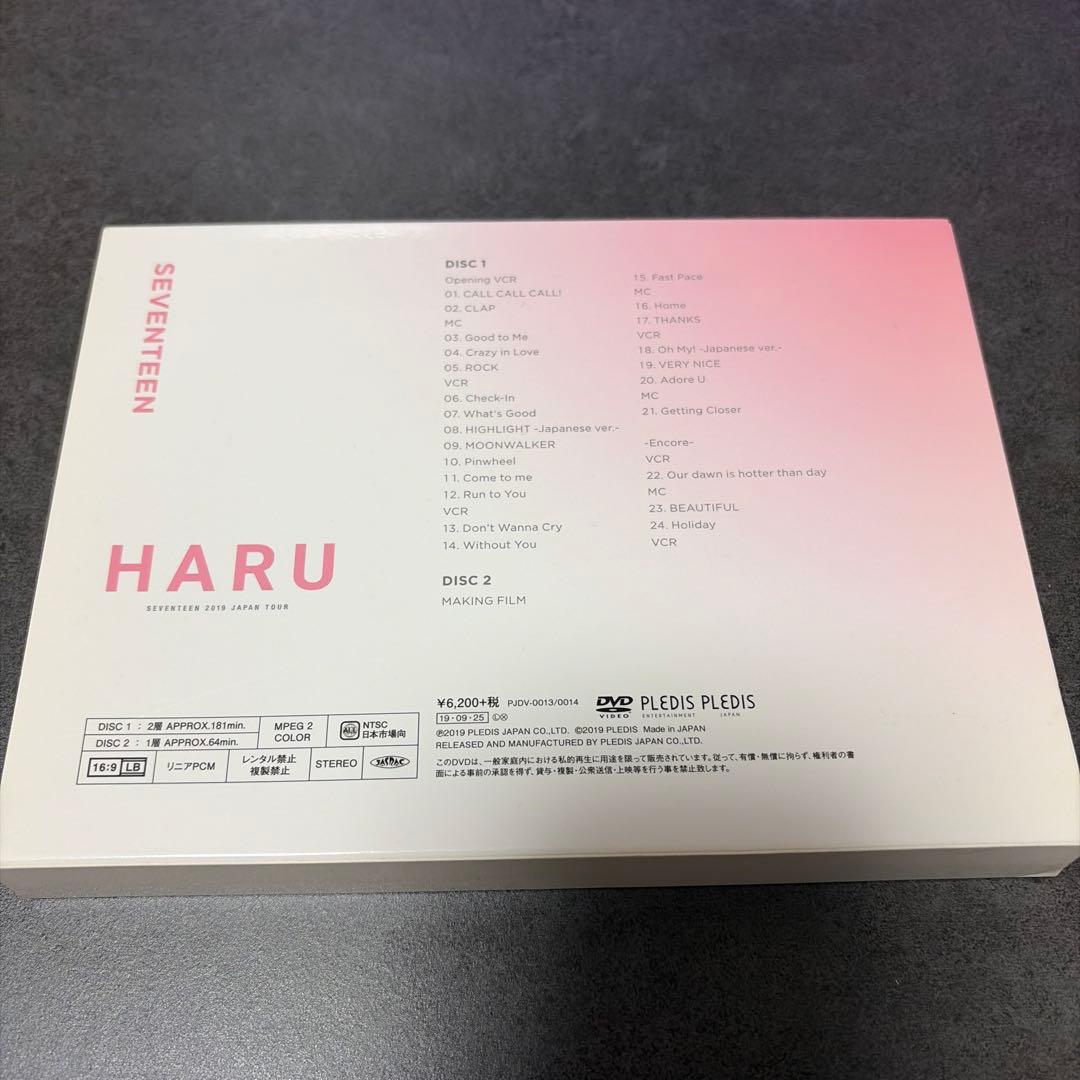 SEVENTEEN
HARU
SEVENTEEN 2019 JAPAN TOUR
DISC 1
Opening VCR
01. CALL CALL CALL!
02. CLAP
MC
03. Good to Me
04. Crazy in Love
05. ROCK
VCR
06. Check-In
07. What's Good
08. HIGHLIGHT -Japanese ver.-
09. MOONWALKER
10. Pinwheel
11. Come to me
12. Run to You
VCR
13. Don't Wanna Cry
14. Without You
15. Fast Pace
MC
16. Home
17. THANKS
VCR
18. Oh My! -Japanese ver.-
19. VERY NICE
20. Adore U
MC
21. Getting Closer
-Encore-
VCR
22. Our dawn is hotter than day
MC
23. BEAUTIFUL
24. Holiday
VCR
DISC 2
MAKING FILM
DISC 1 : 2層 APPROX.181min.
DISC 2 : 1層 APPROX.64min.
MPEG 2
COLOR
ALL
NTSC
日本市場向
16:9 LB
リニアPCM
レンタル禁止
複製禁止
STEREO
JASRAC
¥6,200+税 PJDV-0013/0014
19・09・25 ⓁⓍ
DVD VIDEO
PLEDIS ENTERTAINMENT
PLEDIS JAPAN
℗2019 PLEDIS JAPAN CO.,LTD. ©2019 PLEDIS Made in JAPAN
RELEASED AND MANUFACTURED BY PLEDIS JAPAN CO.,LTD.
このDVDは、一般家庭内における私的再生に用途を限って販売されています。従って、有償・無償に拘らず、権利者の書
面による事前の承認を得ず、貸与・複製・公衆送信・上映等を行う事を禁止致します。